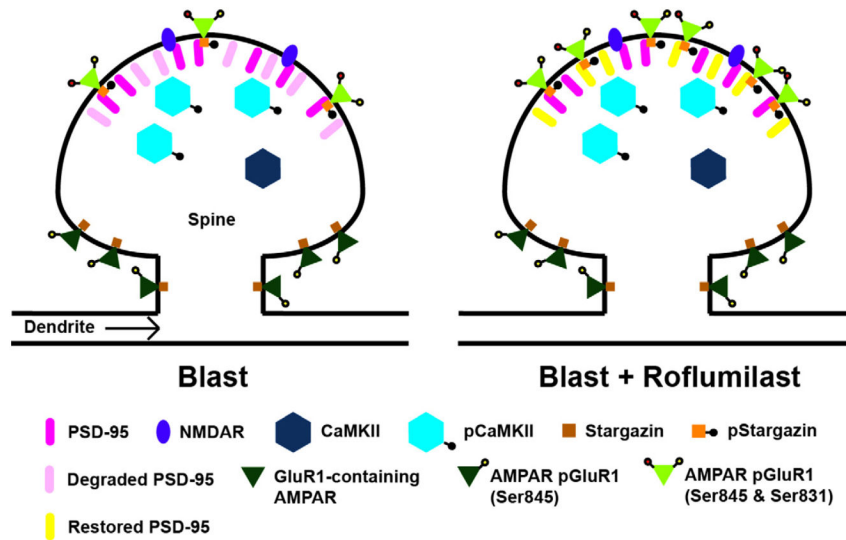 Spine
Dendrite
Blast
Blast + Roflumilast
PSD-95
NMDAR
CaMKII
pCaMKII
Stargazin
pStargazin
Degraded PSD-95
GluR1-containing
AMPAR
AMPAR pGluR1
(Ser845)
AMPAR pGluR1
(Ser845 & Ser831)
Restored PSD-95